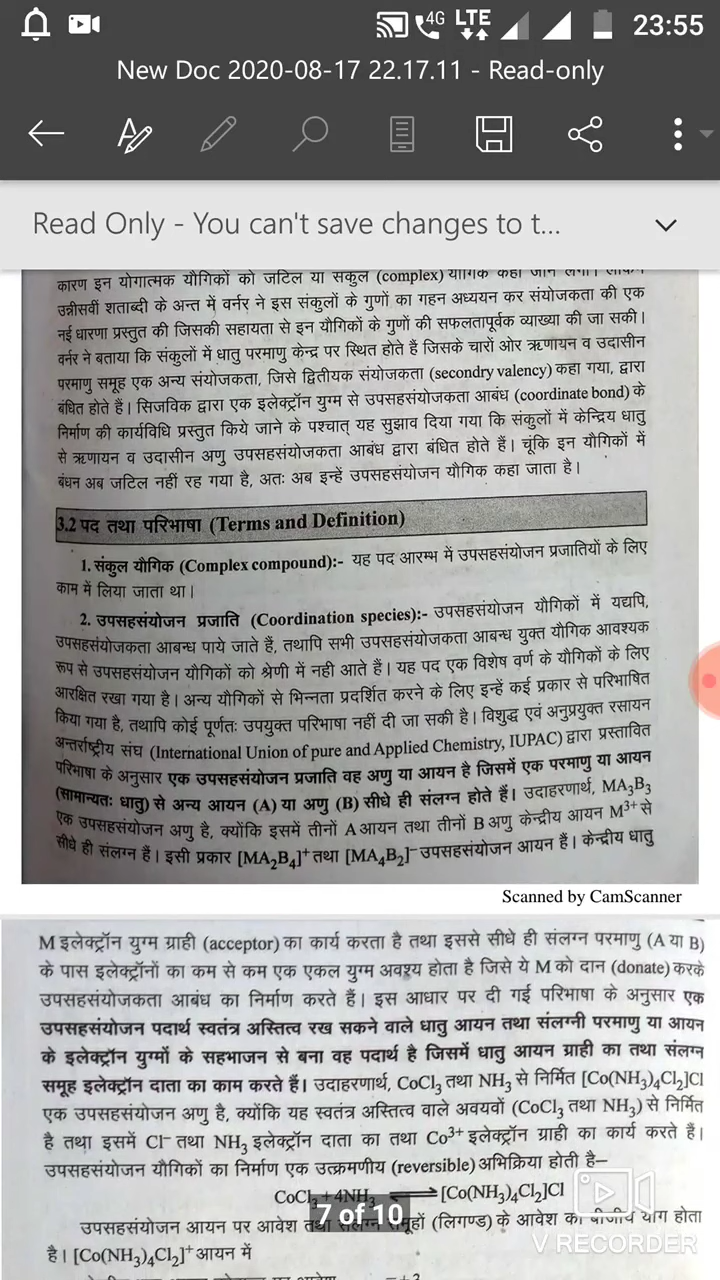 4G LTE 23:55
New Doc 2020-08-17 22.17.11 - Read-only
Read Only - You can't save changes to t...
कारण इन योगात्मक यौगिकों को जटिल या संकुल (complex) यौगिक कहा जाने लगा।
उन्नीसवीं शताब्दी के अन्त में वर्नर ने इस संकुलों के गुणों का गहन अध्ययन कर संयोजकता की एक
नई धारणा प्रस्तुत की जिसकी सहायता से इन यौगिकों के गुणों की सफलतापूर्वक व्याख्या की जा सकी।
वर्नर ने बताया कि संकुलों में धातु परमाणु केन्द्र पर स्थित होते हैं जिसके चारों ओर ऋणायन व उदासीन
परमाणु समूह एक अन्य संयोजकता, जिसे द्वितीयक संयोजकता (secondry valency) कहा गया, द्वारा
बंधित होते हैं। सिजविक द्वारा एक इलेक्ट्रॉन युग्म से उपसहसंयोजकता आबंध (coordinate bond) के
निर्माण की कार्यविधि प्रस्तुत किये जाने के पश्चात् यह सुझाव दिया गया कि संकुलों में केन्द्रिय धातु
से ऋणायन व उदासीन अणु उपसहसंयोजकता आबंध द्वारा बंधित होते हैं। चूंकि इन यौगिकों में
बंधन अब जटिल नहीं रह गया है, अतः अब इन्हें उपसहसंयोजन यौगिक कहा जाता है।
3.2 पद तथा परिभाषा (Terms and Definition)
1. संकुल यौगिक (Complex compound):- यह पद आरम्भ में उपसहसंयोजन प्रजातियों के लिए
काम में लिया जाता था।
2. उपसहसंयोजन प्रजाति (Coordination species):- उपसहसंयोजन यौगिकों में यद्यपि,
उपसहसंयोजकता आबन्ध पाये जाते हैं, तथापि सभी उपसहसंयोजकता आबन्ध युक्त यौगिक आवश्यक
रूप से उपसहसंयोजन यौगिकों को श्रेणी में नही आते हैं। यह पद एक विशेष वर्ण के यौगिकों के लिए
आरक्षित रखा गया है। अन्य यौगिकों से भिन्नता प्रदर्शित करने के लिए इन्हें कई प्रकार से परिभाषित
किया गया है, तथापि कोई पूर्णतः उपयुक्त परिभाषा नहीं दी जा सकी है। विशुद्ध एवं अनुप्रयुक्त रसायन
अन्तर्राष्ट्रीय संघ (International Union of pure and Applied Chemistry, IUPAC) द्वारा प्रस्तावित
परिभाषा के अनुसार एक उपसहसंयोजन प्रजाति वह अणु या आयन है जिसमें एक परमाणु या आयन
(सामान्यतः धातु) से अन्य आयन (A) या अणु (B) सीधे ही संलग्न होते हैं। उदाहरणार्थ, MA₃B₃
एक उपसहसंयोजन अणु है, क्योंकि इसमें तीनों A आयन तथा तीनों B अणु केन्द्रीय आयन M³⁺ से
सीधे ही संलग्न हैं। इसी प्रकार [MA₂B₄]⁺ तथा [MA₄B₂]⁻ उपसहसंयोजन आयन हैं। केन्द्रीय धातु
Scanned by CamScanner
M इलेक्ट्रॉन युग्म ग्राही (acceptor) का कार्य करता है तथा इससे सीधे ही संलग्न परमाणु (A या B)
के पास इलेक्ट्रॉनों का कम से कम एक एकल युग्म अवश्य होता है जिसे ये M को दान (donate) करके
उपसहसंयोजकता आबंध का निर्माण करते हैं। इस आधार पर दी गई परिभाषा के अनुसार एक
उपसहसंयोजन पदार्थ स्वतंत्र अस्तित्व रख सकने वाले धातु आयन तथा संलग्नी परमाणु या आयन
के इलेक्ट्रॉन युग्मों के सहभाजन से बना वह पदार्थ है जिसमें धातु आयन ग्राही का तथा संलग्न
समूह इलेक्ट्रॉन दाता का काम करते हैं। उदाहरणार्थ, CoCl₃ तथा NH₃ से निर्मित [Co(NH₃)₄Cl₂]Cl
एक उपसहसंयोजन अणु है, क्योंकि यह स्वतंत्र अस्तित्व वाले अवयवों (CoCl₃ तथा NH₃) से निर्मित
है तथा इसमें Cl⁻ तथा NH₃ इलेक्ट्रॉन दाता का तथा Co³⁺ इलेक्ट्रॉन ग्राही का कार्य करते हैं।
उपसहसंयोजन यौगिकों का निर्माण एक उत्क्रमणीय (reversible) अभिक्रिया होती है–
CoCl₃ + 4NH₃ ⇌ [Co(NH₃)₄Cl₂]Cl
7 of 10
उपसहसंयोजन आयन पर आवेश तथा संलग्न समूहों (लिगण्ड) के आवेश का बीजीय योग होता
V RECORDER
है। [Co(NH₃)₄Cl₂]⁺ आयन में